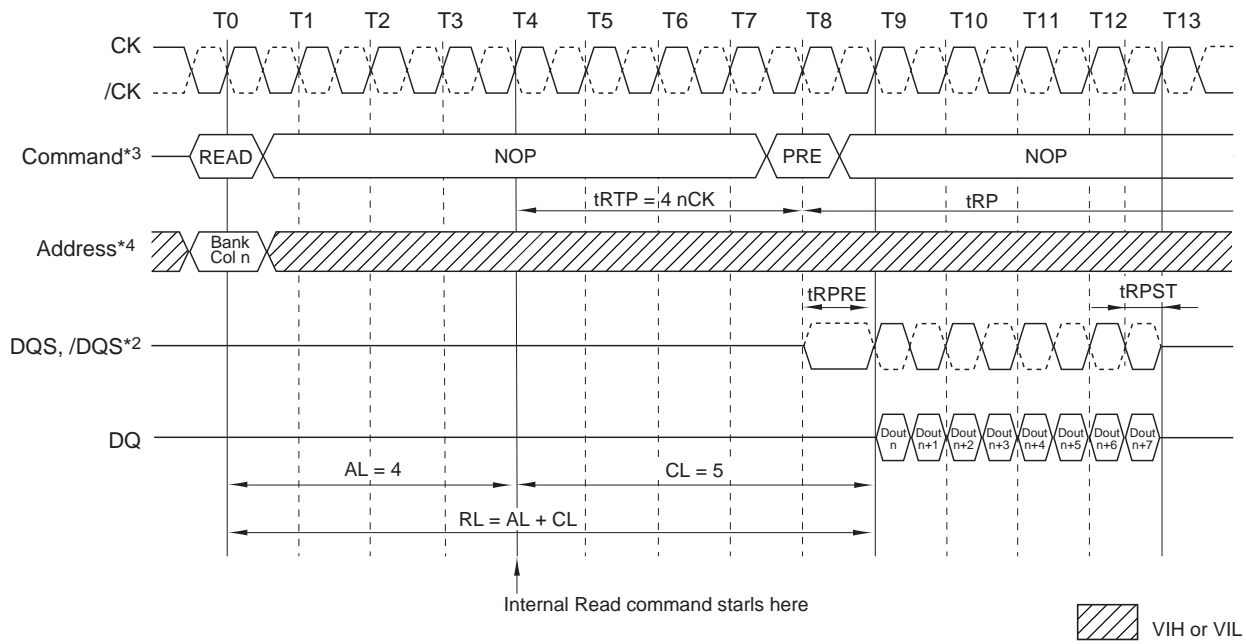 T0 T1 T2 T3 T4 T5 T6 T7 T8 T9 T10 T11 T12 T13
CK
/CK
Command*3 READ NOP PRE NOP
tRTP = 4 nCK tRP
Address*4 Bank
Col n
tRPRE tRPST
DQS, /DQS*2
DQ Dout Dout Dout Dout Dout Dout Dout Dout
n n+1 n+2 n+3 n+4 n+5 n+6 n+7
AL = 4 CL = 5
RL = AL + CL
Internal Read command starls here
VIH or VIL